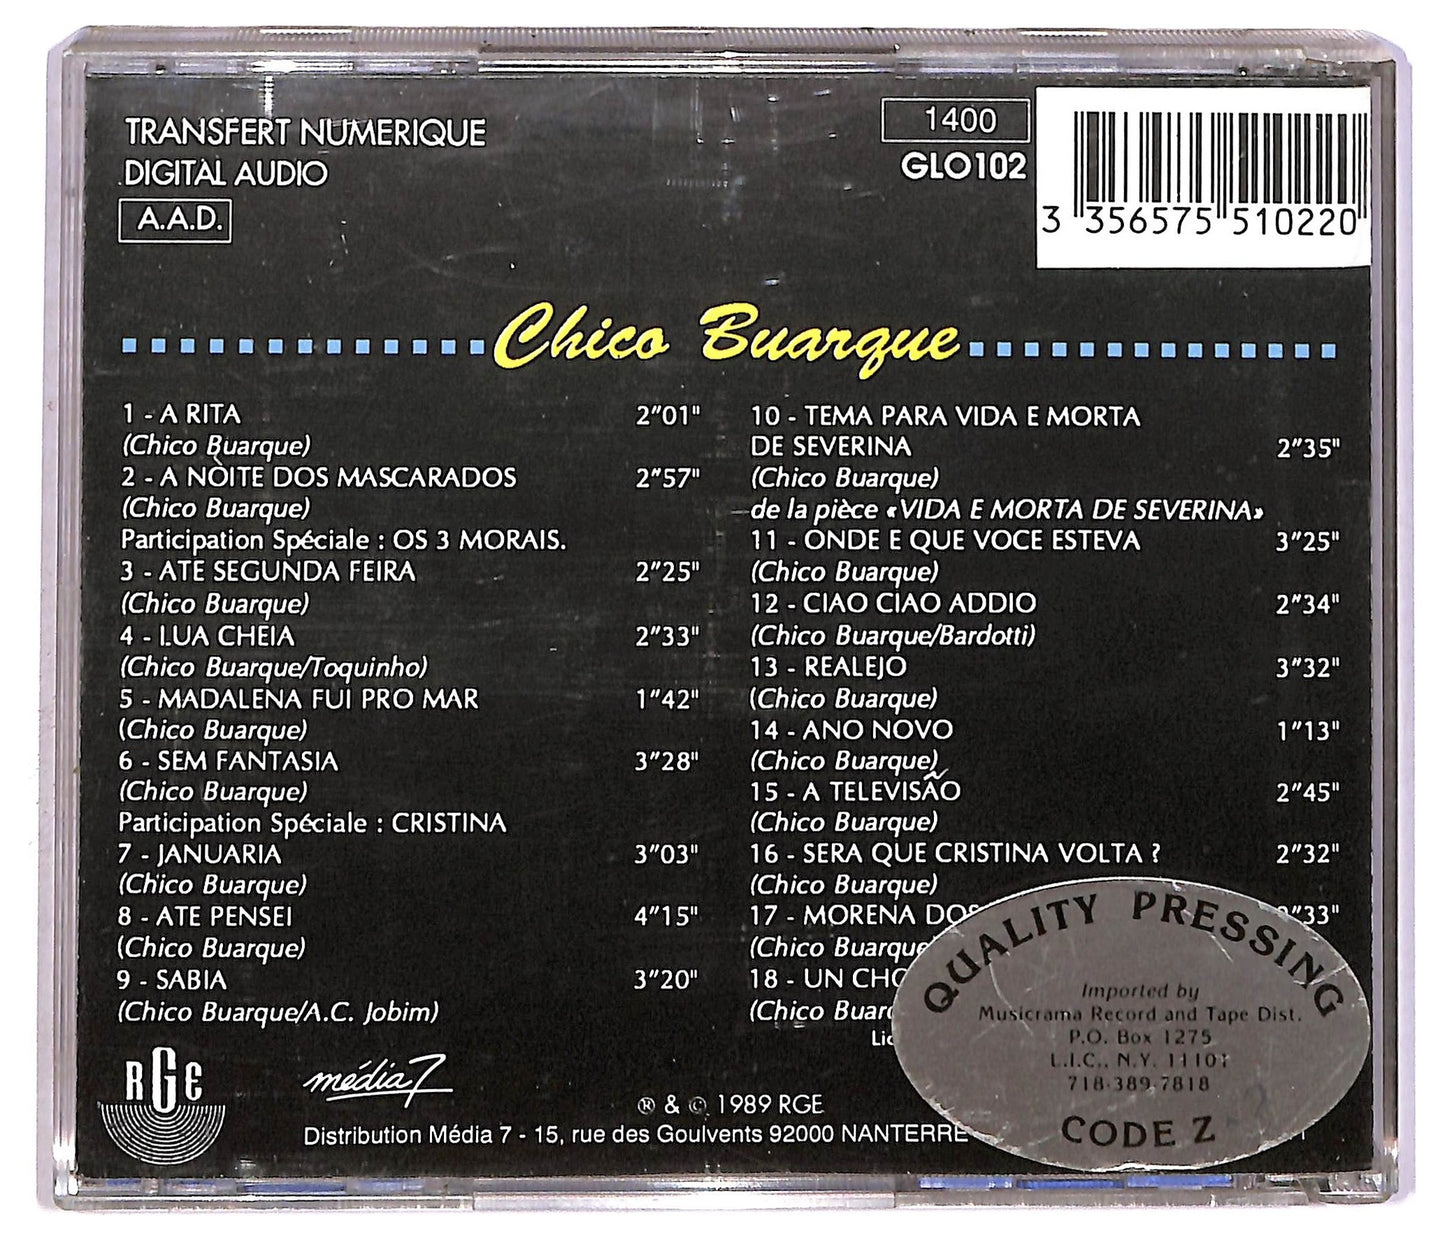 TRANSFERT NUMERIQUE
DIGITAL AUDIO
A.A.D.
1400
GLO102
3 356575 510220
Chico Buarque
1 - A RITA 2"01"
(Chico Buarque)
2 - A NÒITE DOS MASCARADOS 2"57"
(Chico Buarque)
Participation Spéciale : OS 3 MORAIS.
3 - ATE SEGUNDA FEIRA 2"25"
(Chico Buarque)
4 - LUA CHEIA 2"33"
(Chico Buarque/Toquinho)
5 - MADALENA FUI PRO MAR 1"42"
(Chico Buarque)
6 - SEM FANTASIA 3"28"
(Chico Buarque)
Participation Spéciale : CRISTINA
7 - JANUARIA 3"03"
(Chico Buarque)
8 - ATE PENSEI 4"15"
(Chico Buarque)
9 - SABIA 3"20"
(Chico Buarque/A.C. Jobim)
10 - TEMA PARA VIDA E MORTA
DE SEVERINA 2"35"
(Chico Buarque)
de la pièce «VIDA E MORTA DE SEVERINA»
11 - ONDE E QUE VOCE ESTEVA 3"25"
(Chico Buarque)
12 - CIAO CIAO ADDIO 2"34"
(Chico Buarque/Bardotti)
13 - REALEJO 3"32"
(Chico Buarque)
14 - ANO NOVO 1"13"
(Chico Buarque)
15 - A TELEVISÃO 2"45"
(Chico Buarque)
16 - SERA QUE CRISTINA VOLTA ? 2"32"
(Chico Buarque)
17 - MORENA DOS
(Chico Buarque
18 - UN
(Chico
RGE
média 7
℗ & © 1989 RGE
Distribution Média 7 - 15, rue des Goulvents 92000 NANTERRE
QUALITY PRESSING
Imported by
Musicrama Record and Tape Dist.
P.O. Box 1275
L.I.C., N.Y. 11101
718-389-7818
CODE Z